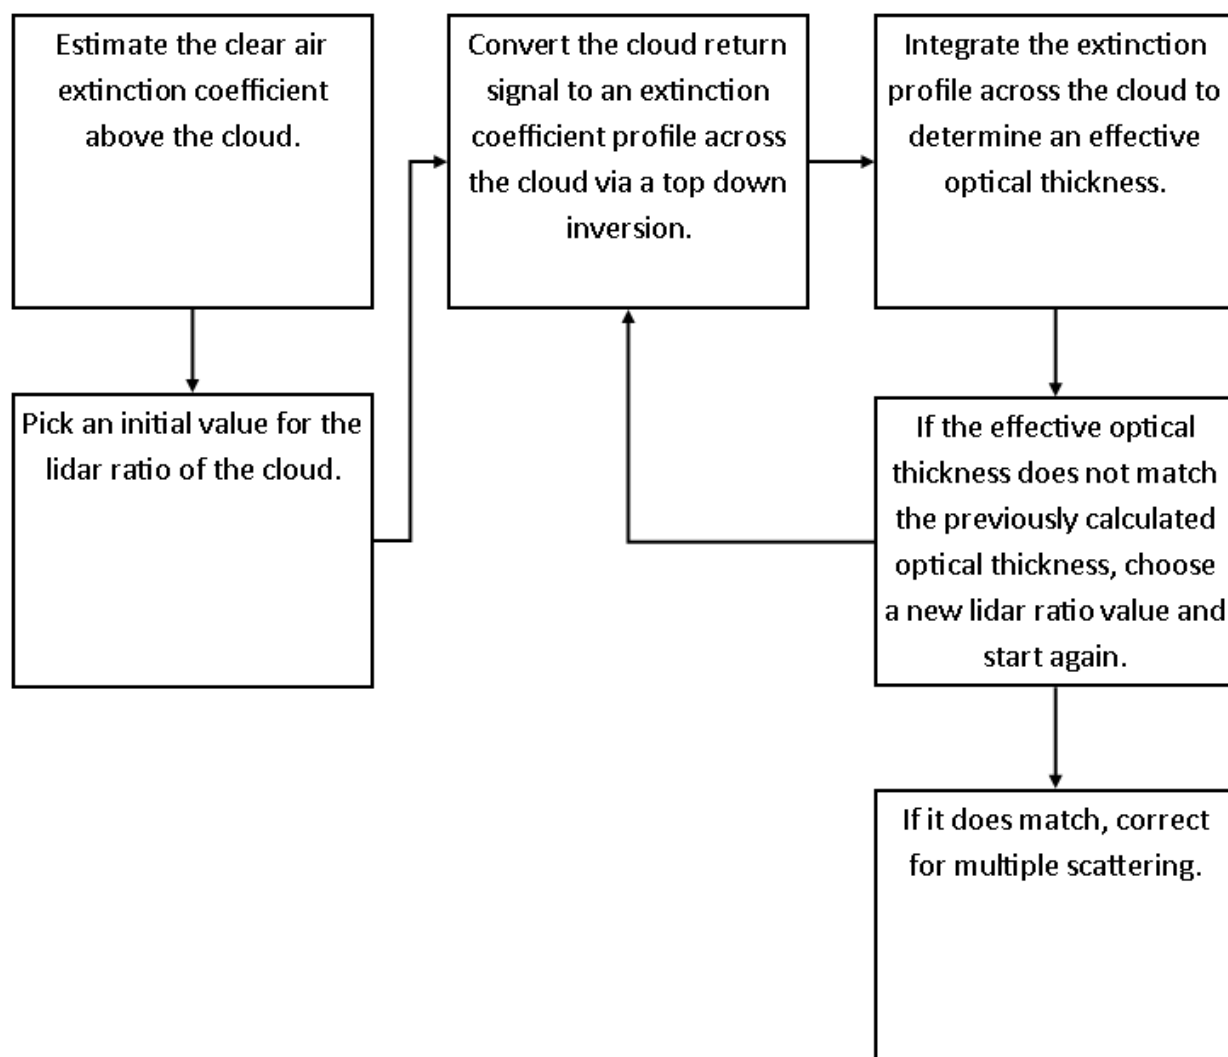 Estimate the clear air
extinction coefficient
above the cloud.
Pick an initial value for the
lidar ratio of the cloud.
Convert the cloud return
signal to an extinction
coefficient profile across
the cloud via a top down
inversion.
Integrate the extinction
profile across the cloud to
determine an effective
optical thickness.
If the effective optical
thickness does not match
the previously calculated
optical thickness, choose
a new lidar ratio value and
start again.
If it does match, correct
for multiple scattering.